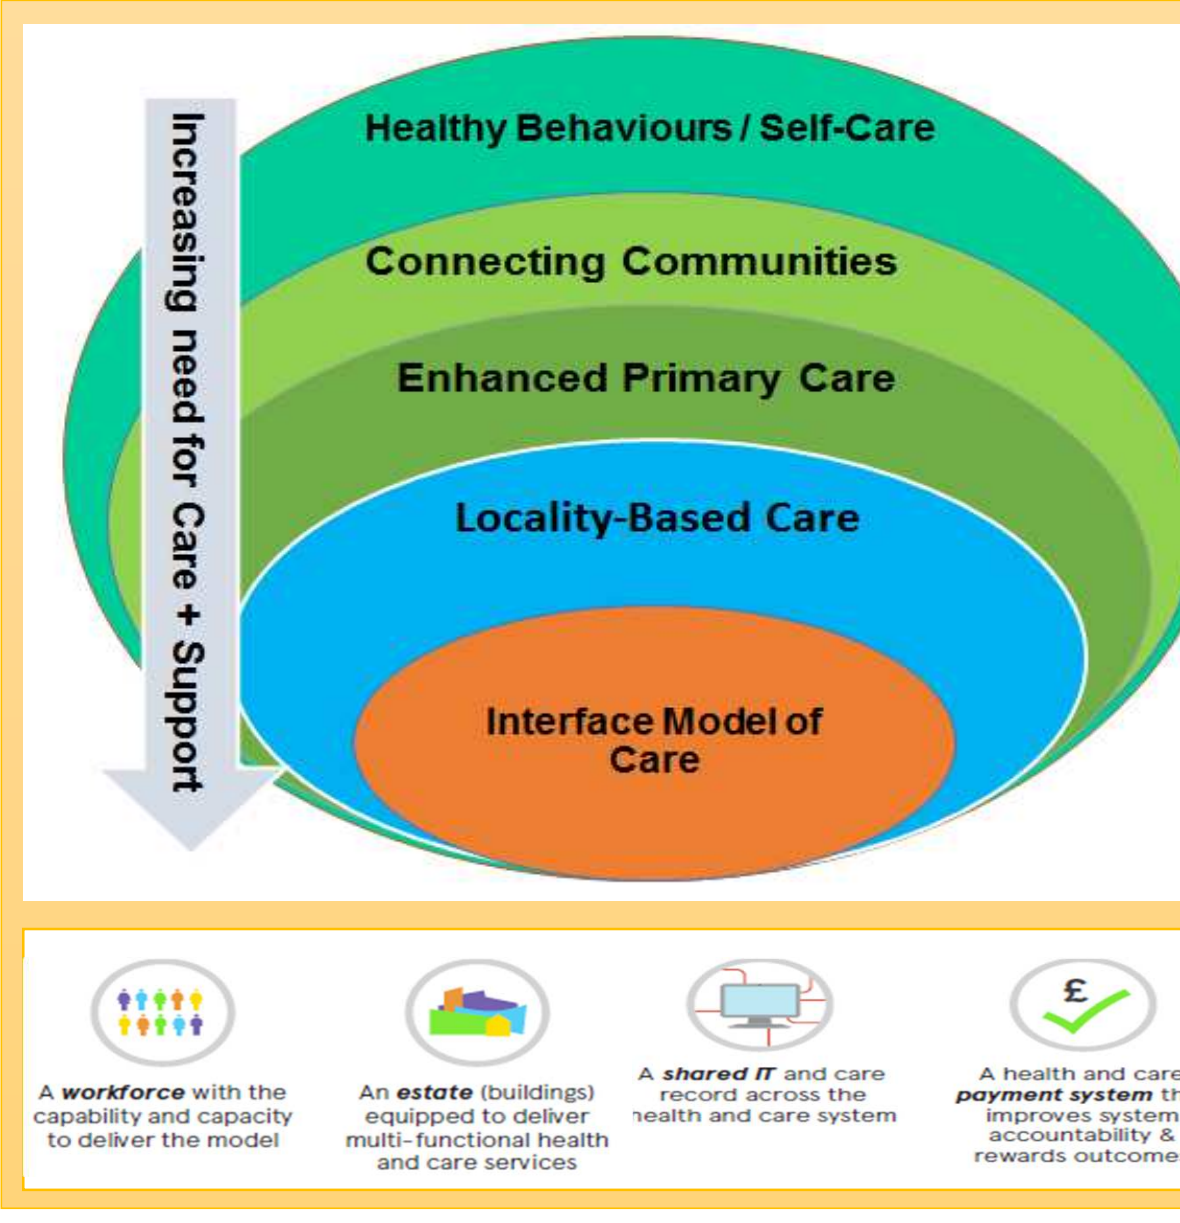 Increasing need for Care + Support
Healthy Behaviours / Self-Care
Connecting Communities
Enhanced Primary Care
Locality-Based Care
Interface Model of
Care
A workforce with the
capability and capacity
to deliver the model
An estate (buildings)
equipped to deliver
multi-functional health
and care services
A shared IT and care
record across the
health and care system
£
A health and care
payment system
improves system
accountability &
rewards